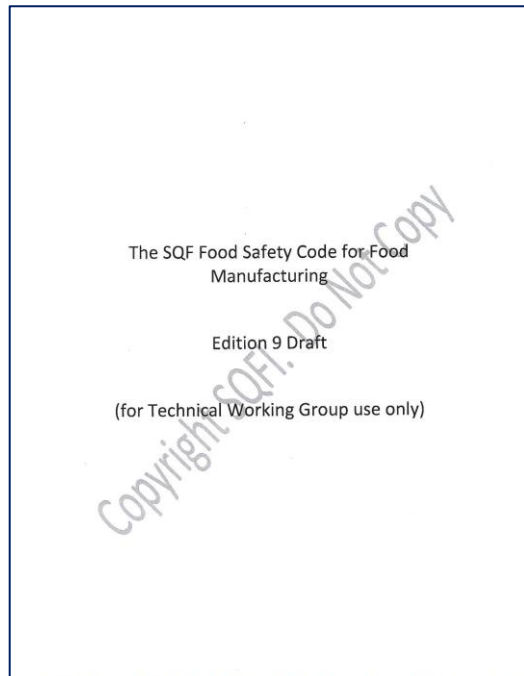 The SQF Food Safety Code for Food
Manufacturing
Edition 9 Draft
(for Technical Working Group use only)
Copyright SQFI. Do Not Copy